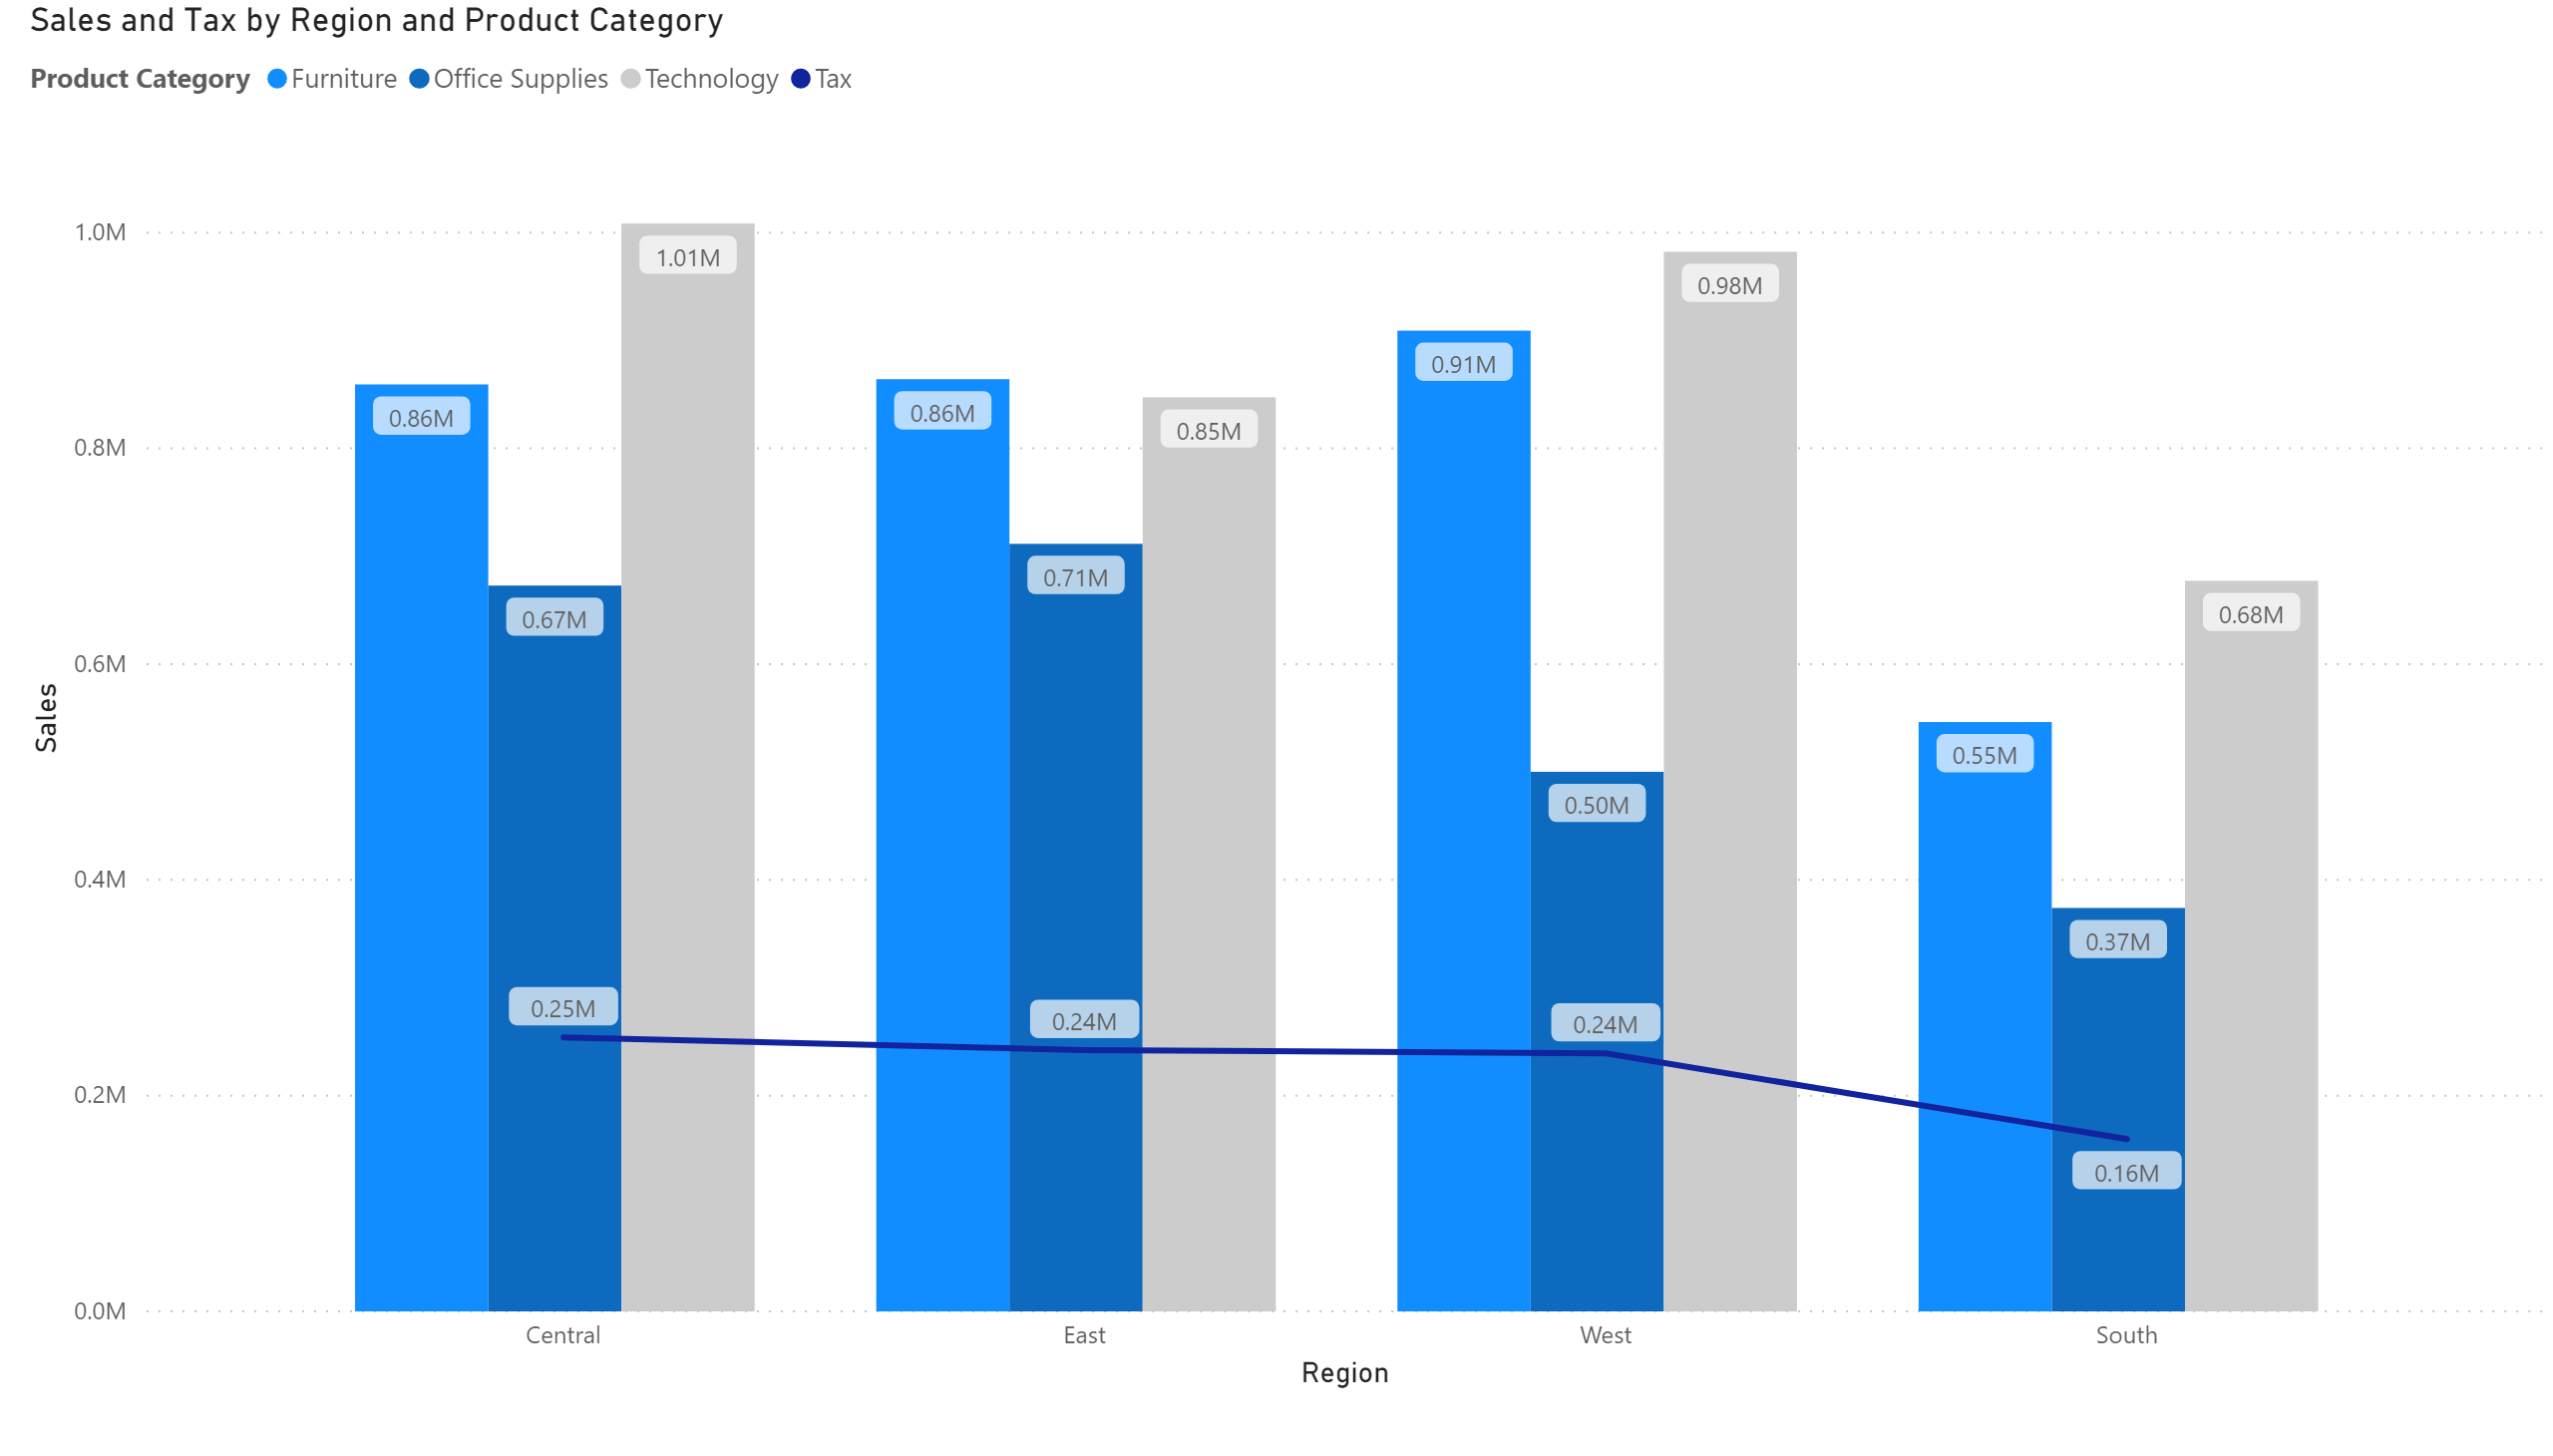 Sales and Tax by Region and Product Category
Product Category Furniture Office Supplies Technology Tax
1.0M
0.8M
0.6M
0.4M
0.2M
0.0M
Sales
0.86M
0.67M
1.01M
0.25M
0.86M
0.71M
0.85M
0.24M
0.91M
0.50M
0.98M
0.24M
0.55M
0.37M
0.68M
0.16M
Central East West South
Region